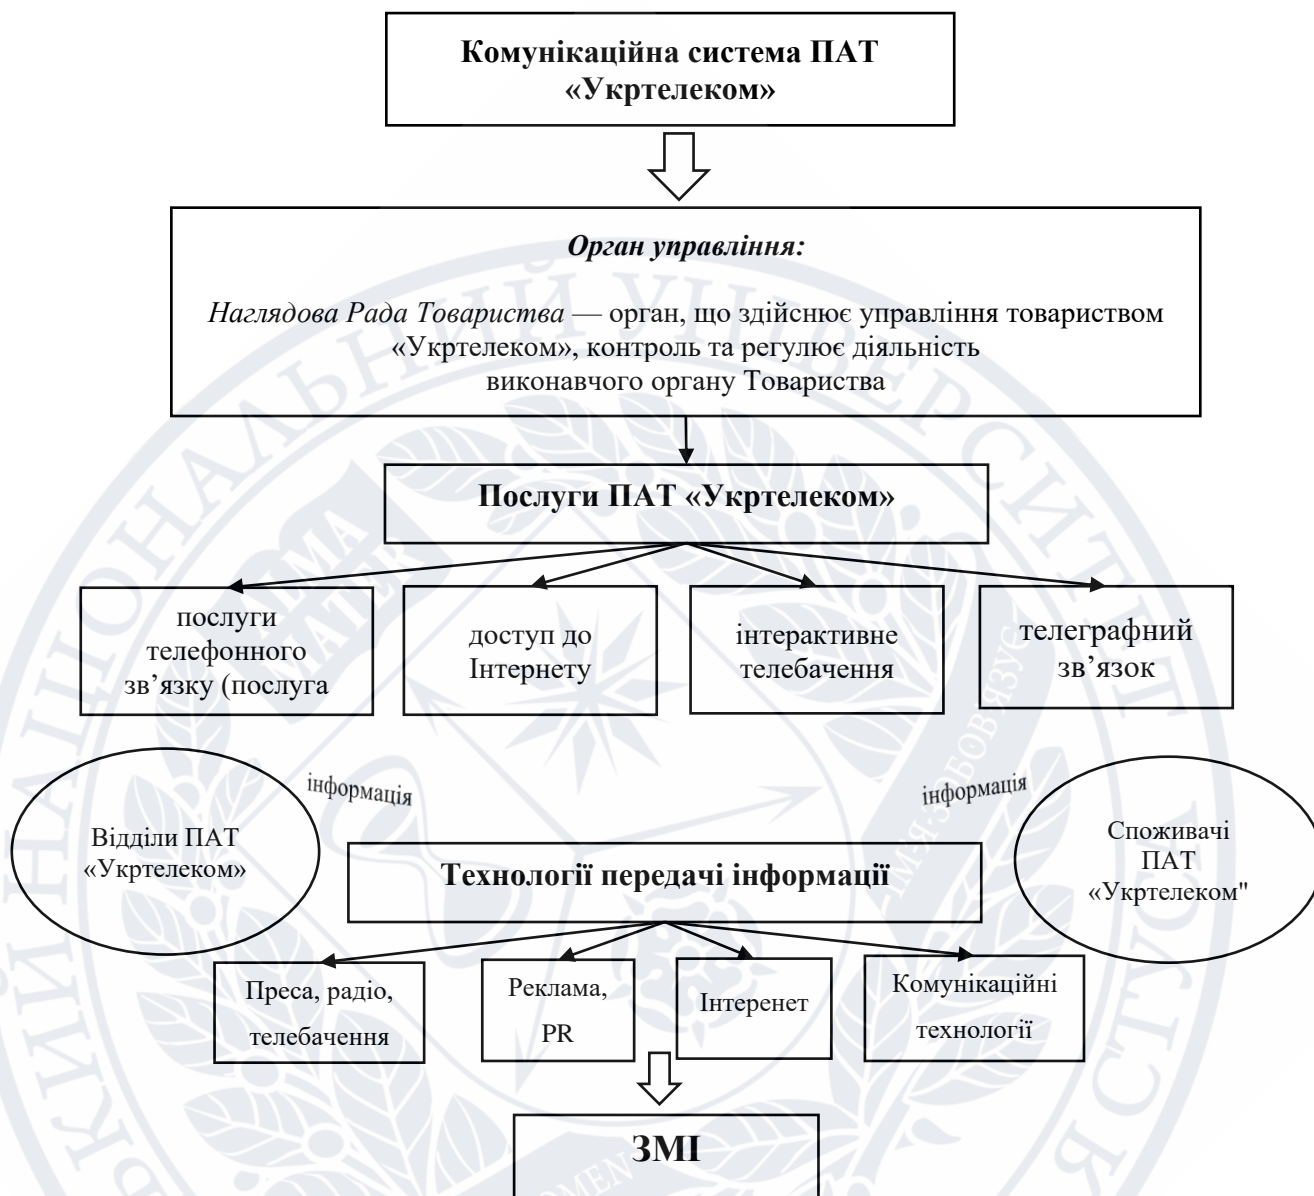 Комунікаційна система ПАТ
«Укртелеком»
Орган управління:
Наглядова Рада Товариства — орган, що здійснює управління товариством
«Укртелеком», контроль та регулює діяльність
виконавчого органу Товариства
Послуги ПАТ «Укртелеком»
послуги
телефонного
зв’язку (послуга
доступ до
Інтернету
інтерактивне
телебачення
телеграфний
зв’язок
Відділи ПАТ
«Укртелеком»
інформація
інформація
Споживачі
ПАТ
«Укртелеком"
Технології передачі інформації
Преса, радіо,
телебачення
Реклама,
PR
Інтеренет
Комунікаційні
технології
ЗМІ